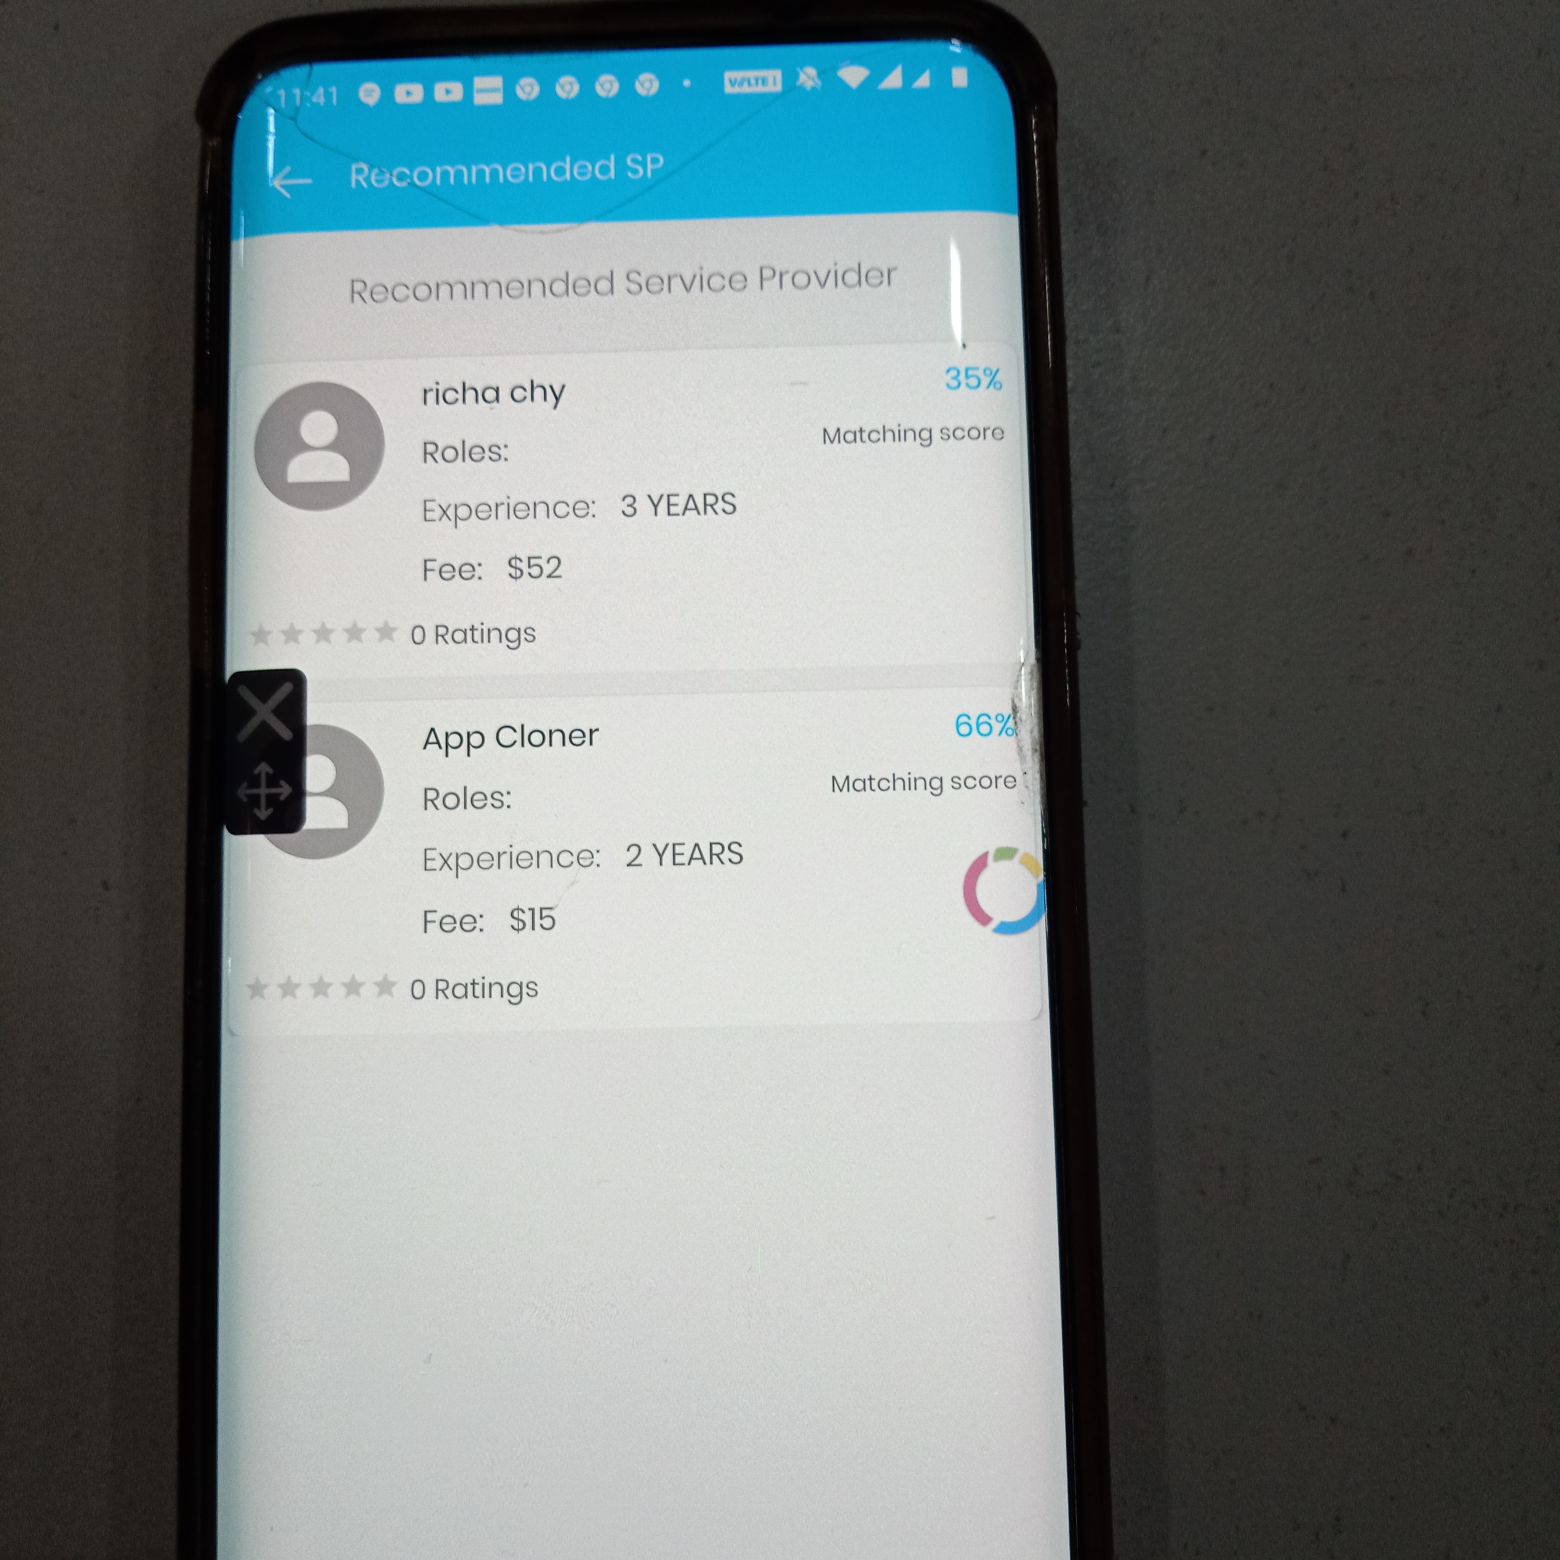 11:41 VoLTE 1
Recommended SP
Recommended Service Provider
richa chy
35%
Matching score
Roles:
Experience: 3 YEARS
Fee: $52
0 Ratings
App Cloner
66%
Matching score
Roles:
Experience: 2 YEARS
Fee: $15
0 Ratings